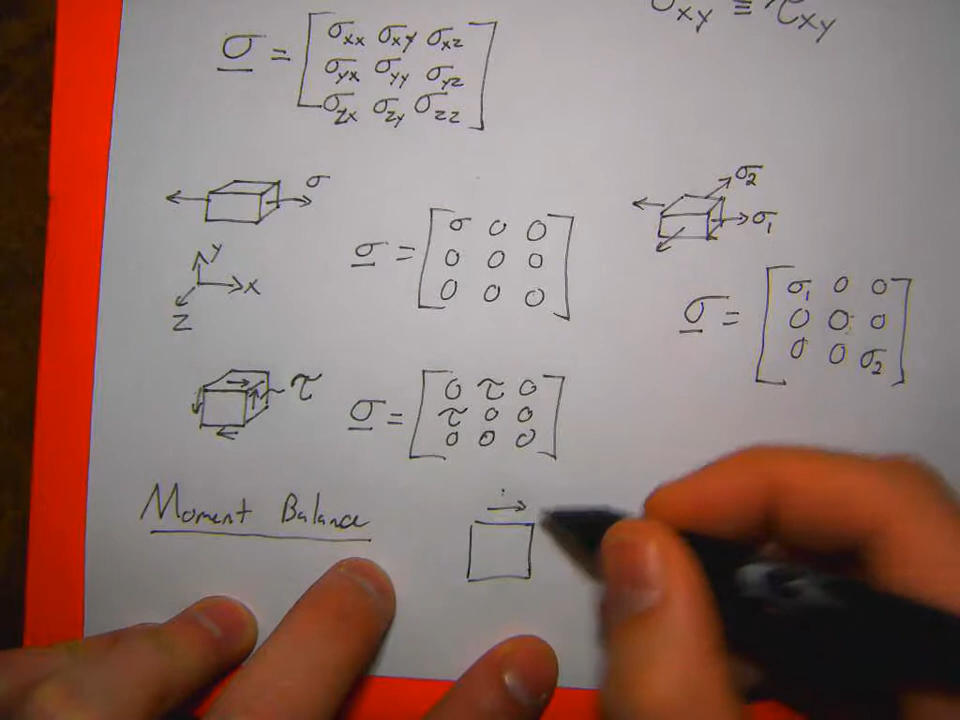 σxy ≡ τxy
σ = [σxx σxy σxz
σyx σyy σyz
σzx σzy σzz]
σ
y
x
z
σ = [σ 0 0
0 0 0
0 0 0]
σ2
σ1
σ = [σ1 0 0
0 0 0
0 0 σ2]
τ
σ = [0 τ 0
τ 0 0
0 0 0]
Moment Balance